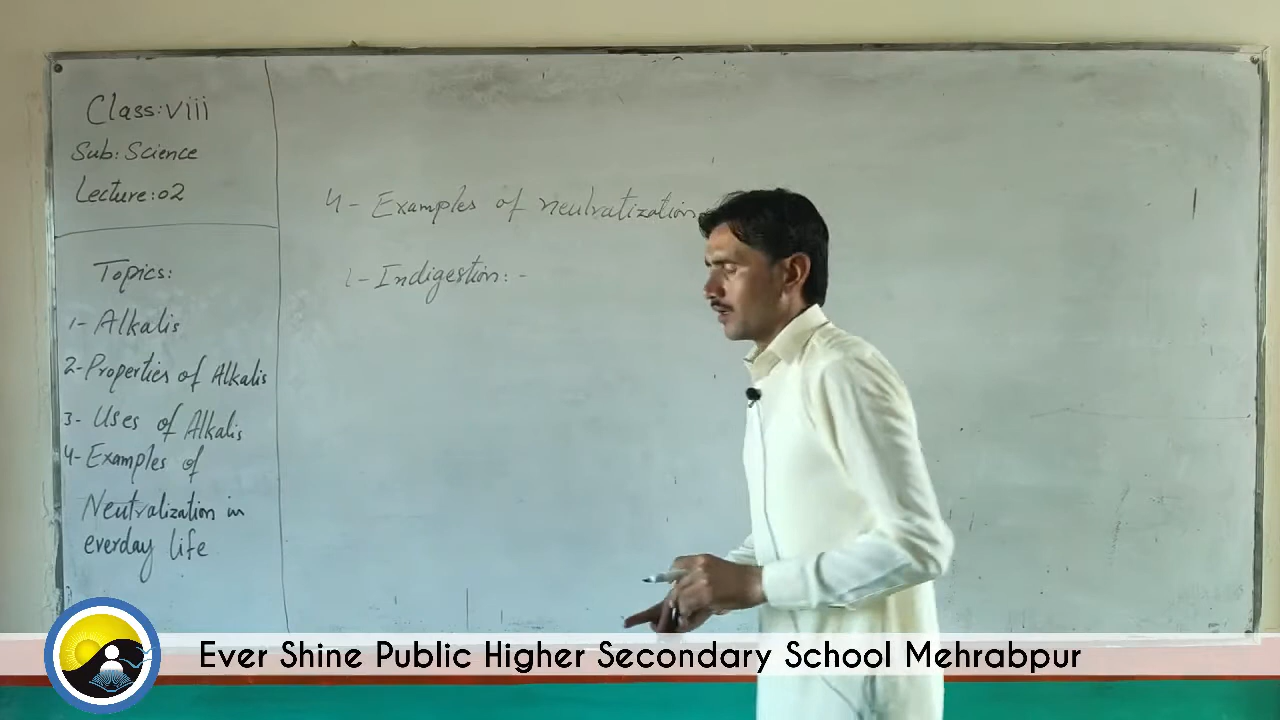 Class: viii
Sub: Science
Lecture: 02
Topics:
1- Alkalis
2- Properties of Alkalis
3- Uses of Alkalis
4- Examples of
Neutralization in
everday life
4- Examples of neulratization
1- Indigestion: -
Ever Shine Public Higher Secondary School Mehrabpur